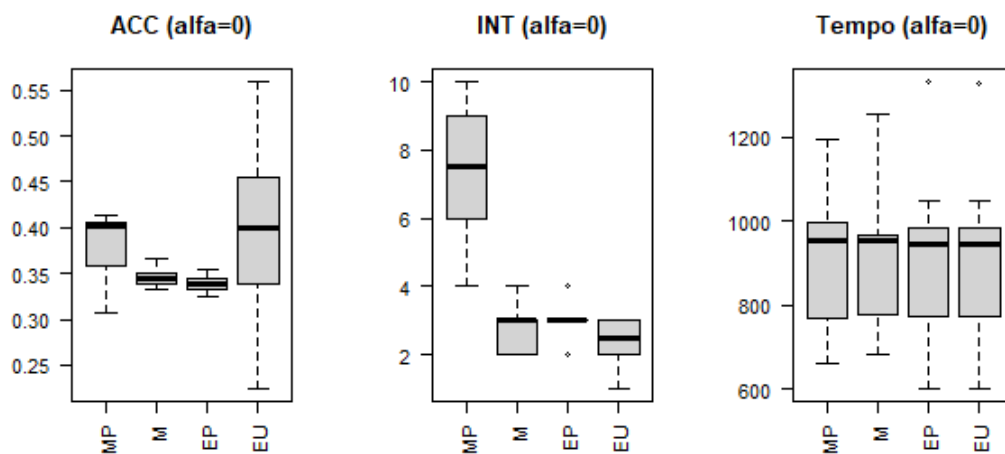 ACC (alfa=0)
0.55
0.50
0.45
0.40
0.35
0.30
0.25
MP
M
EP
EU
INT (alfa=0)
10
8
6
4
2
MP
M
EP
EU
Tempo (alfa=0)
1200
1000
800
600
MP
M
EP
EU